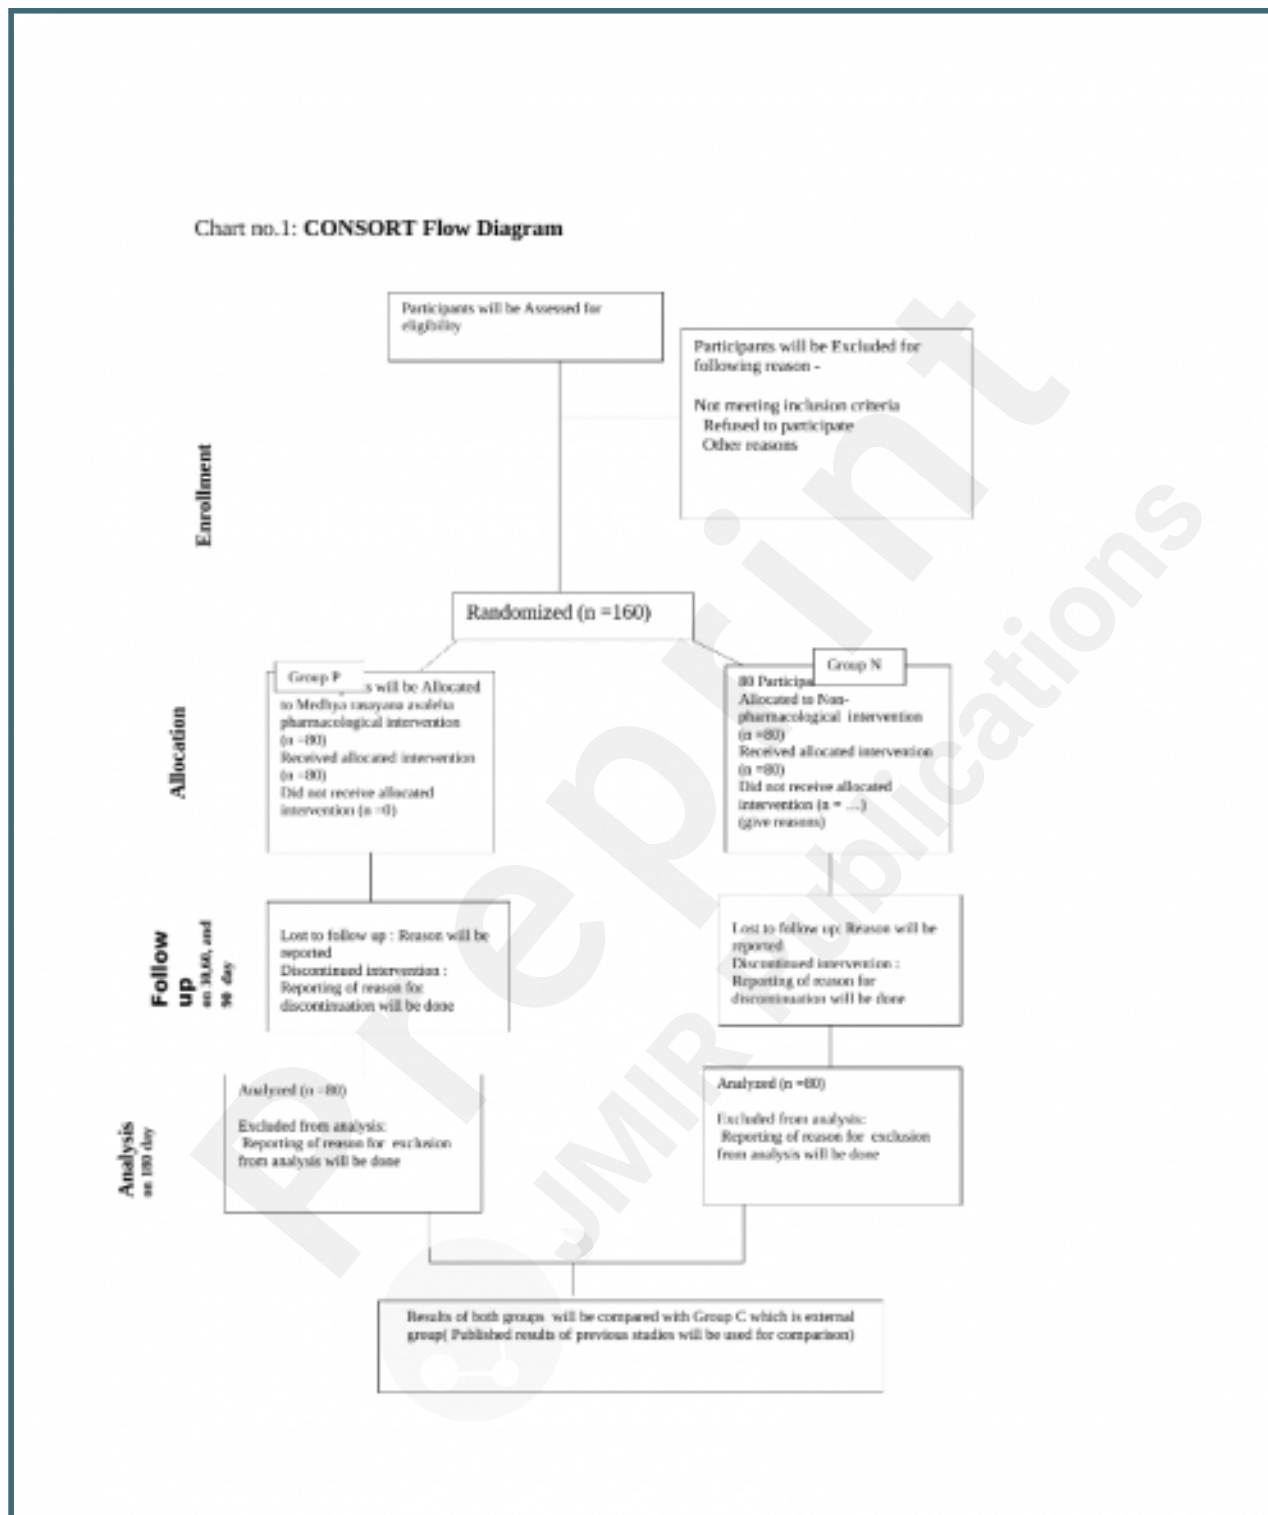 Chart no.1: CONSORT Flow Diagram
Participants will be Assessed for
eligibility
Participants will be Excluded for
following reason -
Not meeting inclusion criteria
Refused to participate
Other reasons
Enrollment
Randomized (n =160)
Allocation
Group P
s will be Allocated
to Medhya rasayana avaleha
pharmacological intervention
(n =80)
Received allocated intervention
(n =80)
Did not receive allocated
intervention (n =0)
Group N
80 Participa
Allocated to Non-
pharmacological intervention
(n =80)
Received allocated intervention
(n =80)
Did not receive allocated
intervention (n = …)
(give reasons)
Follow
up
on 30,60, and
90 day
Lost to follow up : Reason will be
reported
Discontinued intervention :
Reporting of reason for
discontinuation will be done
Lost to follow up: Reason will be
reported
Discontinued intervention :
Reporting of reason for
discontinuation will be done
Analysis
on 180 day
Analyzed (n =80)
Excluded from analysis:
Reporting of reason for exclusion
from analysis will be done
Analyzed (n =80)
Excluded from analysis:
Reporting of reason for exclusion
from analysis will be done
Results of both groups will be compared with Group C which is external
group( Published results of previous studies will be used for comparison)
Preprint
JMIR Publications